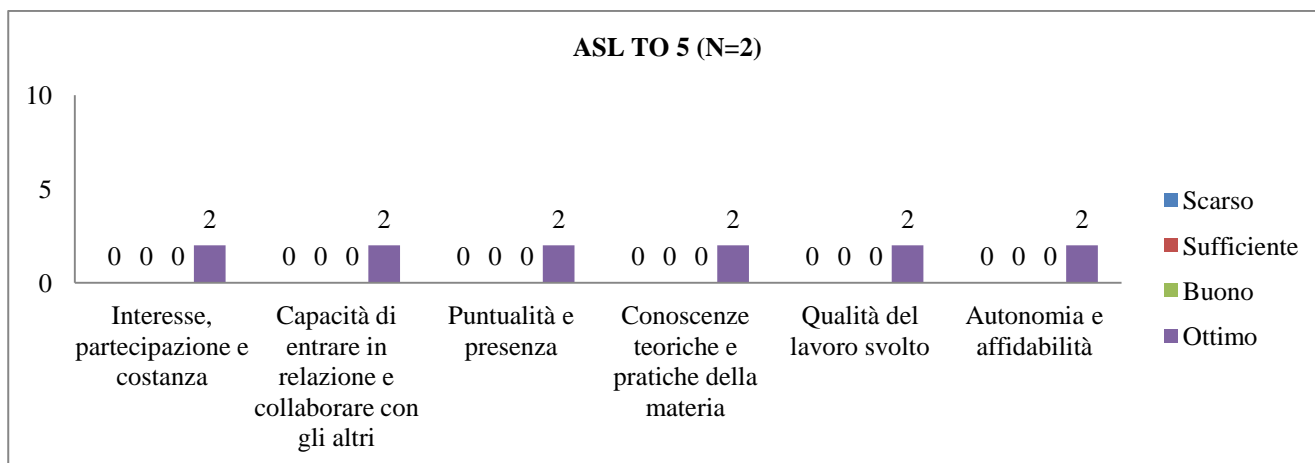 ASL TO 5 (N=2)
10
5
0
0 0 0 2
0 0 0 2
0 0 0 2
0 0 0 2
0 0 0 2
0 0 0 2
Interesse,
partecipazione e
costanza
Capacità di
entrare in
relazione e
collaborare con
gli altri
Puntualità e
presenza
Conoscenze
teoriche e
pratiche della
materia
Qualità del
lavoro svolto
Autonomia e
affidabilità
Scarso
Sufficiente
Buono
Ottimo